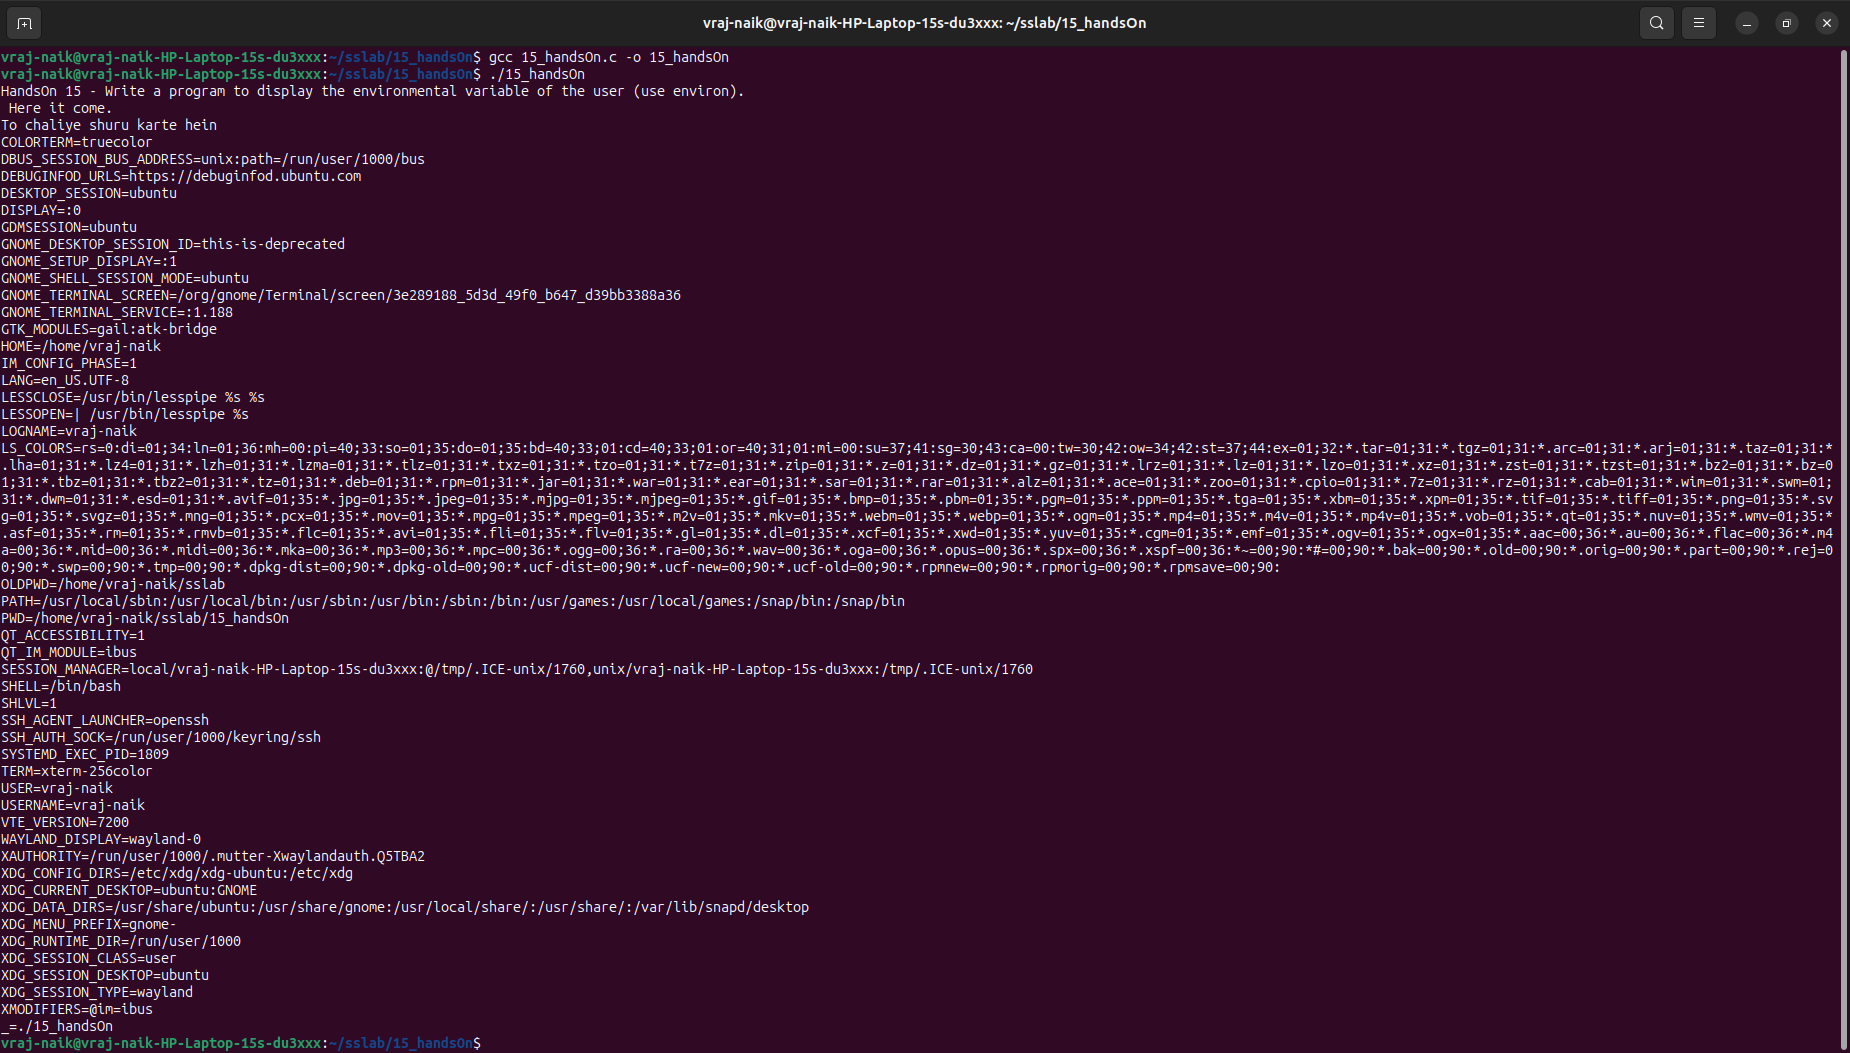 vraj-naik@vraj-naik-HP-Laptop-15s-du3xxx: ~/sslab/15_handsOn
vraj-naik@vraj-naik-HP-Laptop-15s-du3xxx:~/sslab/15_handsOn$ gcc 15_handsOn.c -o 15_handsOn
vraj-naik@vraj-naik-HP-Laptop-15s-du3xxx:~/sslab/15_handsOn$ ./15_handsOn
HandsOn 15 - Write a program to display the environmental variable of the user (use environ).
 Here it come.
To chaliye shuru karte hein
COLORTERM=truecolor
DBUS_SESSION_BUS_ADDRESS=unix:path=/run/user/1000/bus
DEBUGINFOD_URLS=https://debuginfod.ubuntu.com
DESKTOP_SESSION=ubuntu
DISPLAY=:0
GDMSESSION=ubuntu
GNOME_DESKTOP_SESSION_ID=this-is-deprecated
GNOME_SETUP_DISPLAY=:1
GNOME_SHELL_SESSION_MODE=ubuntu
GNOME_TERMINAL_SCREEN=/org/gnome/Terminal/screen/3e289188_5d3d_49f0_b647_d39bb3388a36
GNOME_TERMINAL_SERVICE=:1.188
GTK_MODULES=gail:atk-bridge
HOME=/home/vraj-naik
IM_CONFIG_PHASE=1
LANG=en_US.UTF-8
LESSCLOSE=/usr/bin/lesspipe %s %s
LESSOPEN=| /usr/bin/lesspipe %s
LOGNAME=vraj-naik
LS_COLORS=rs=0:di=01;34:ln=01;36:mh=00:pi=40;33:so=01;35:do=01;35:bd=40;33;01:cd=40;33;01:or=40;31;01:mi=00:su=37;41:sg=30;43:ca=00:tw=30;42:ow=34;42:st=37;44:ex=01;32:*.tar=01;31:*.tgz=01;31:*.arc=01;31:*.arj=01;31:*.taz=01;31:*
.lha=01;31:*.lz4=01;31:*.lzh=01;31:*.lzma=01;31:*.tlz=01;31:*.txz=01;31:*.tzo=01;31:*.t7z=01;31:*.zip=01;31:*.z=01;31:*.dz=01;31:*.gz=01;31:*.lrz=01;31:*.lz=01;31:*.lzo=01;31:*.xz=01;31:*.zst=01;31:*.tzst=01;31:*.bz2=01;31:*.bz=0
1;31:*.tbz=01;31:*.tbz2=01;31:*.tz=01;31:*.deb=01;31:*.rpm=01;31:*.jar=01;31:*.war=01;31:*.ear=01;31:*.sar=01;31:*.rar=01;31:*.alz=01;31:*.ace=01;31:*.zoo=01;31:*.cpio=01;31:*.7z=01;31:*.rz=01;31:*.cab=01;31:*.wim=01;31:*.swm=01;
31:*.dwm=01;31:*.esd=01;31:*.avif=01;35:*.jpg=01;35:*.jpeg=01;35:*.mjpg=01;35:*.mjpeg=01;35:*.gif=01;35:*.bmp=01;35:*.pbm=01;35:*.pgm=01;35:*.ppm=01;35:*.tga=01;35:*.xbm=01;35:*.xpm=01;35:*.tif=01;35:*.tiff=01;35:*.png=01;35:*.sv
g=01;35:*.svgz=01;35:*.mng=01;35:*.pcx=01;35:*.mov=01;35:*.mpg=01;35:*.mpeg=01;35:*.m2v=01;35:*.mkv=01;35:*.webm=01;35:*.webp=01;35:*.ogm=01;35:*.mp4=01;35:*.m4v=01;35:*.mp4v=01;35:*.vob=01;35:*.qt=01;35:*.nuv=01;35:*.wmv=01;35:*
.asf=01;35:*.rm=01;35:*.rmvb=01;35:*.flc=01;35:*.avi=01;35:*.fli=01;35:*.flv=01;35:*.gl=01;35:*.dl=01;35:*.xcf=01;35:*.xwd=01;35:*.yuv=01;35:*.cgm=01;35:*.emf=01;35:*.ogv=01;35:*.ogx=01;35:*.aac=00;36:*.au=00;36:*.flac=00;36:*.m4
a=00;36:*.mid=00;36:*.midi=00;36:*.mka=00;36:*.mp3=00;36:*.mpc=00;36:*.ogg=00;36:*.ra=00;36:*.wav=00;36:*.oga=00;36:*.opus=00;36:*.spx=00;36:*.xspf=00;36:*~=00;90:*#=00;90:*.bak=00;90:*.old=00;90:*.orig=00;90:*.part=00;90:*.rej=0
0;90:*.swp=00;90:*.tmp=00;90:*.dpkg-dist=00;90:*.dpkg-old=00;90:*.ucf-dist=00;90:*.ucf-new=00;90:*.ucf-old=00;90:*.rpmnew=00;90:*.rpmorig=00;90:*.rpmsave=00;90:
OLDPWD=/home/vraj-naik/sslab
PATH=/usr/local/sbin:/usr/local/bin:/usr/sbin:/usr/bin:/sbin:/bin:/usr/games:/usr/local/games:/snap/bin:/snap/bin
PWD=/home/vraj-naik/sslab/15_handsOn
QT_ACCESSIBILITY=1
QT_IM_MODULE=ibus
SESSION_MANAGER=local/vraj-naik-HP-Laptop-15s-du3xxx:@/tmp/.ICE-unix/1760,unix/vraj-naik-HP-Laptop-15s-du3xxx:/tmp/.ICE-unix/1760
SHELL=/bin/bash
SHLVL=1
SSH_AGENT_LAUNCHER=openssh
SSH_AUTH_SOCK=/run/user/1000/keyring/ssh
SYSTEMD_EXEC_PID=1809
TERM=xterm-256color
USER=vraj-naik
USERNAME=vraj-naik
VTE_VERSION=7200
WAYLAND_DISPLAY=wayland-0
XAUTHORITY=/run/user/1000/.mutter-Xwaylandauth.Q5TBA2
XDG_CONFIG_DIRS=/etc/xdg/xdg-ubuntu:/etc/xdg
XDG_CURRENT_DESKTOP=ubuntu:GNOME
XDG_DATA_DIRS=/usr/share/ubuntu:/usr/share/gnome:/usr/local/share/:/usr/share/:/var/lib/snapd/desktop
XDG_MENU_PREFIX=gnome-
XDG_RUNTIME_DIR=/run/user/1000
XDG_SESSION_CLASS=user
XDG_SESSION_DESKTOP=ubuntu
XDG_SESSION_TYPE=wayland
XMODIFIERS=@im=ibus
_=./15_handsOn
vraj-naik@vraj-naik-HP-Laptop-15s-du3xxx:~/sslab/15_handsOn$